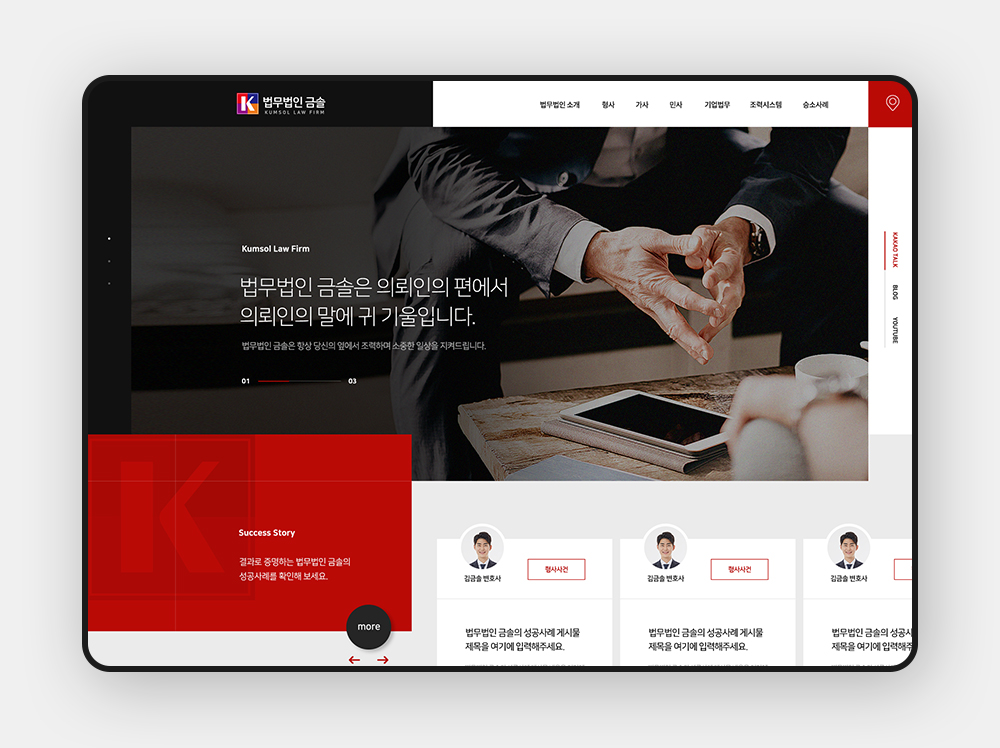 K 법무법인 금솔
KUMSOL LAW FIRM
법무법인 소개 형사 가사 민사 기업법무 조력시스템 승소사례
KAKAO TALK
BLOG
YOUTUBE
Kumsol Law Firm
법무법인 금솔은 의뢰인의 편에서
의뢰인의 말에 귀 기울입니다.
법무법인 금솔은 항상 당신의 옆에서 조력하며 소중한 일상을 지켜드립니다.
01 03
K
Success Story
결과로 증명하는 법무법인 금솔의
성공사례를 확인해 보세요.
more
김금솔 변호사
형사사건
법무법인 금솔의 성공사례 게시물
제목을 여기에 입력해주세요.
김금솔 변호사
형사사건
법무법인 금솔의 성공사례 게시물
제목을 여기에 입력해주세요.
김금솔 변호사
법무법인 금솔의 성공사
제목을 여기에 입력해주